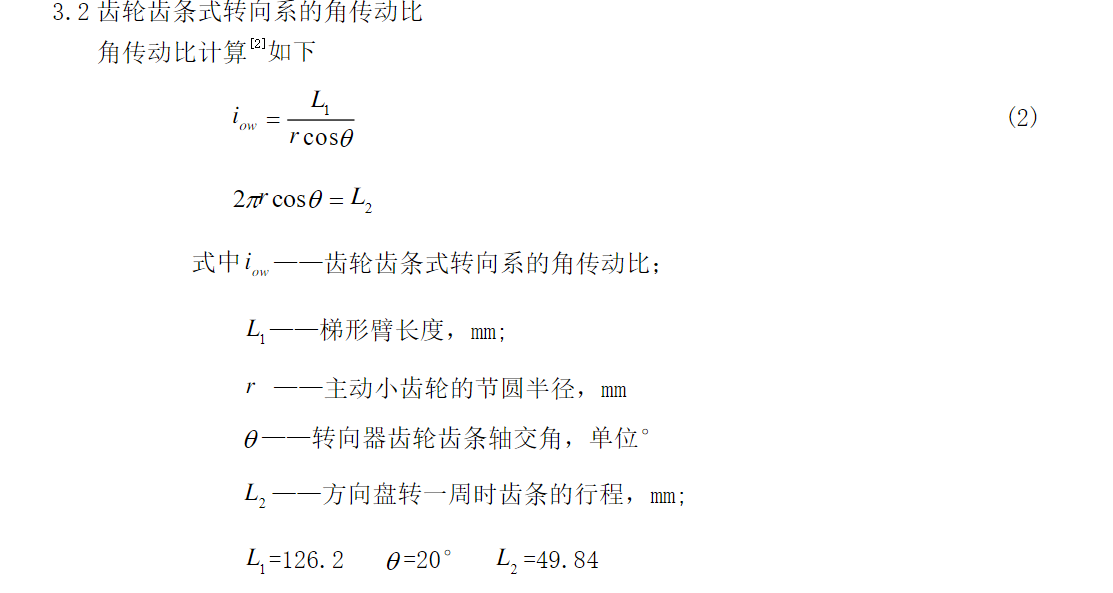 3.2 齿轮齿条式转向系的角传动比
角传动比计算[2]如下
i_ow = L_1 / (r cosθ) (2)
2πr cosθ = L_2
式中 i_ow ——齿轮齿条式转向系的角传动比；
L_1 ——梯形臂长度，mm;
r ——主动小齿轮的节圆半径，mm
θ ——转向器齿轮齿条轴交角，单位°
L_2 ——方向盘转一周时齿条的行程，mm;
L_1=126.2 θ=20° L_2=49.84